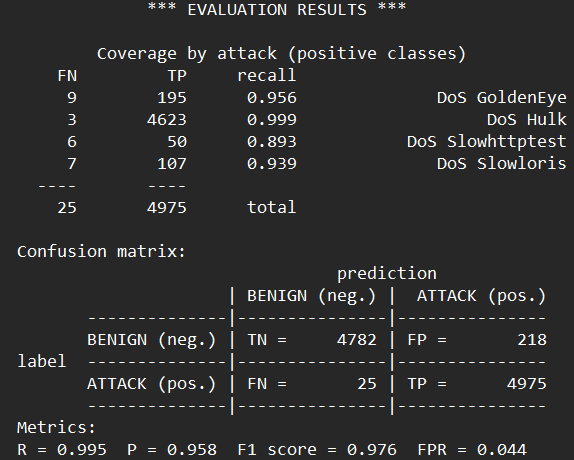 *** EVALUATION RESULTS ***
Coverage by attack (positive classes)
FN TP recall
9 195 0.956 DoS GoldenEye
3 4623 0.999 DoS Hulk
6 50 0.893 DoS Slowhttptest
7 107 0.939 DoS Slowloris
---- ----
25 4975 total
Confusion matrix:
prediction
| BENIGN (neg.) | ATTACK (pos.)
--------------|---------------|---------------
BENIGN (neg.) | TN = 4782 | FP = 218
label --------------|---------------|---------------
ATTACK (pos.) | FN = 25 | TP = 4975
--------------|---------------|---------------
Metrics:
R = 0.995 P = 0.958 F1 score = 0.976 FPR = 0.044